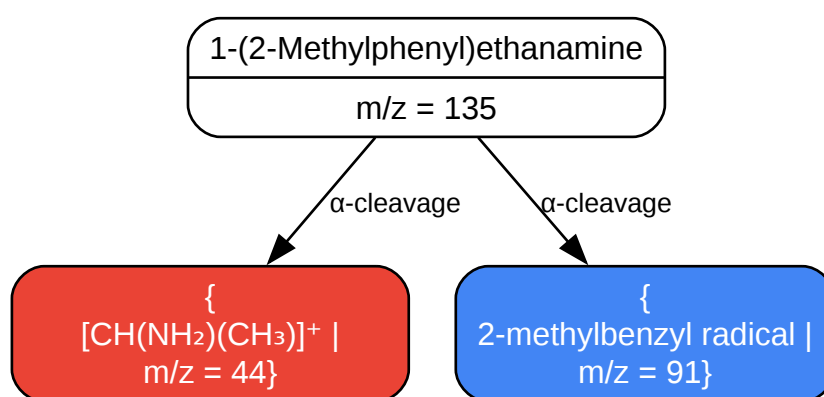 1-(2-Methylphenyl)ethanamine
m/z = 135
α-cleavage
α-cleavage
{
[CH(NH₂)(CH₃)]⁺ |
m/z = 44}
{
2-methylbenzyl radical |
m/z = 91}